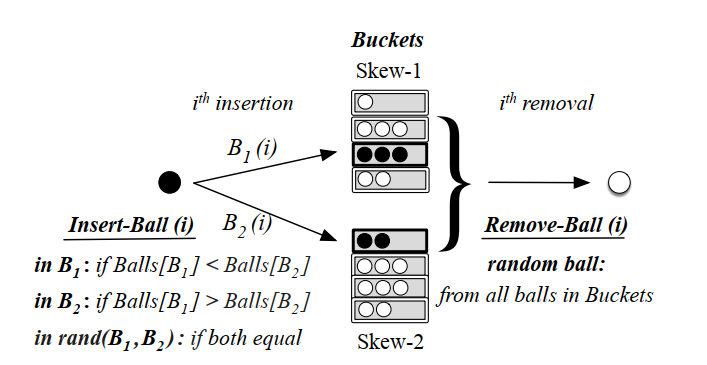 Buckets
Skew-1
i^th insertion
i^th removal
B_1 (i)
B_2 (i)
Insert-Ball (i)
in B_1: if Balls[B_1] < Balls[B_2]
in B_2: if Balls[B_1] > Balls[B_2]
in rand(B_1,B_2): if both equal
Remove-Ball (i)
random ball:
from all balls in Buckets
Skew-2